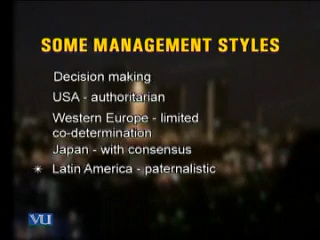 SOME MANAGEMENT STYLES
Decision making
USA - authoritarian
Western Europe - limited
co-determination
Japan - with consensus
✴ Latin America - paternalistic
VU